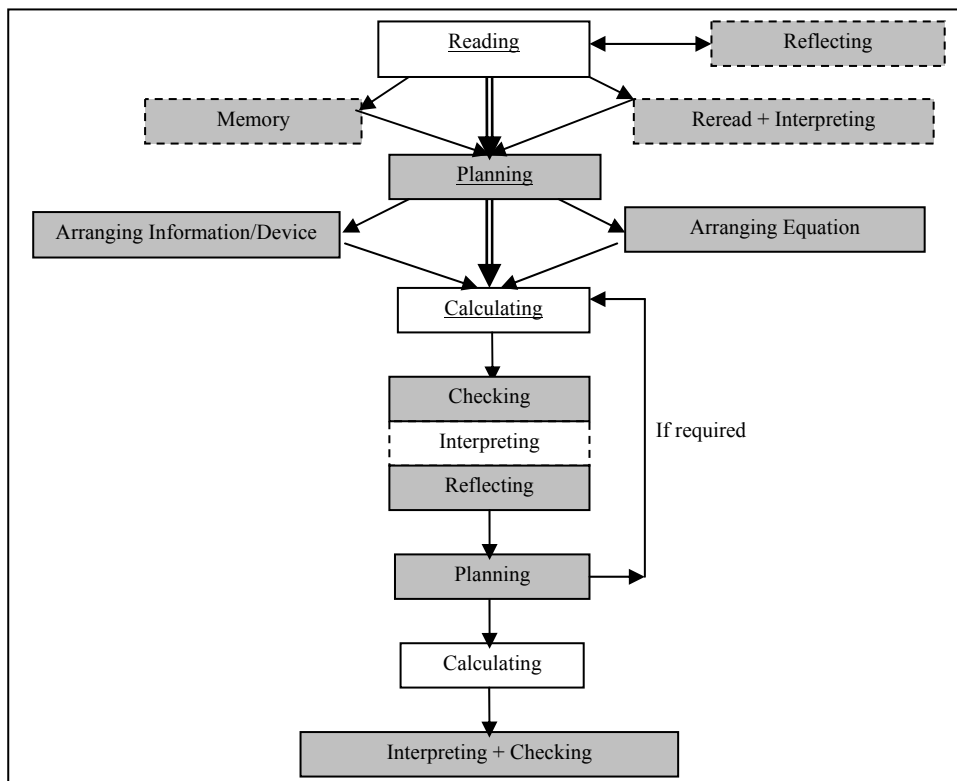 Reading
Reflecting
Memory
Reread + Interpreting
Planning
Arranging Information/Device
Arranging Equation
Calculating
Checking
Interpreting
If required
Reflecting
Planning
Calculating
Interpreting + Checking